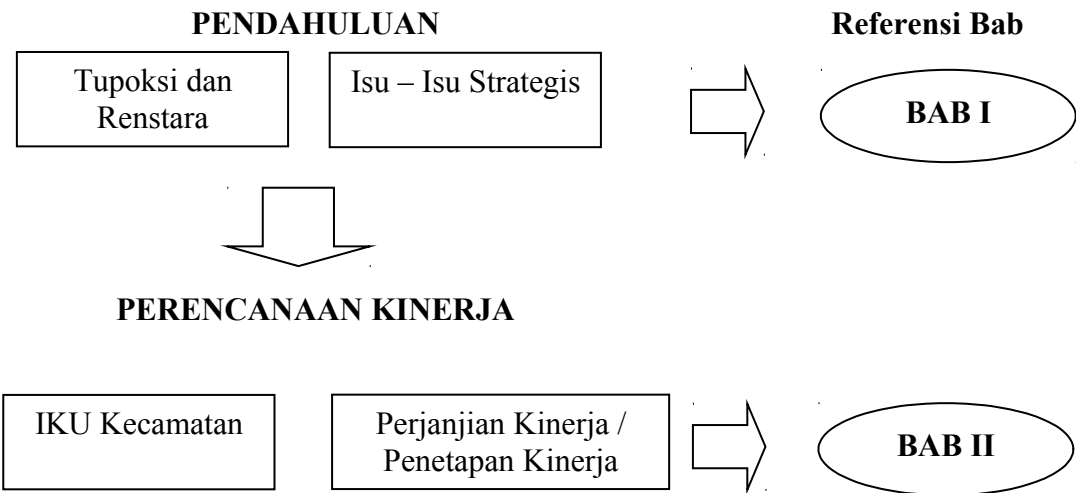 PENDAHULUAN
Referensi Bab
Tupoksi dan
Renstara
Isu – Isu Strategis
BAB I
PERENCANAAN KINERJA
IKU Kecamatan
Perjanjian Kinerja /
Penetapan Kinerja
BAB II